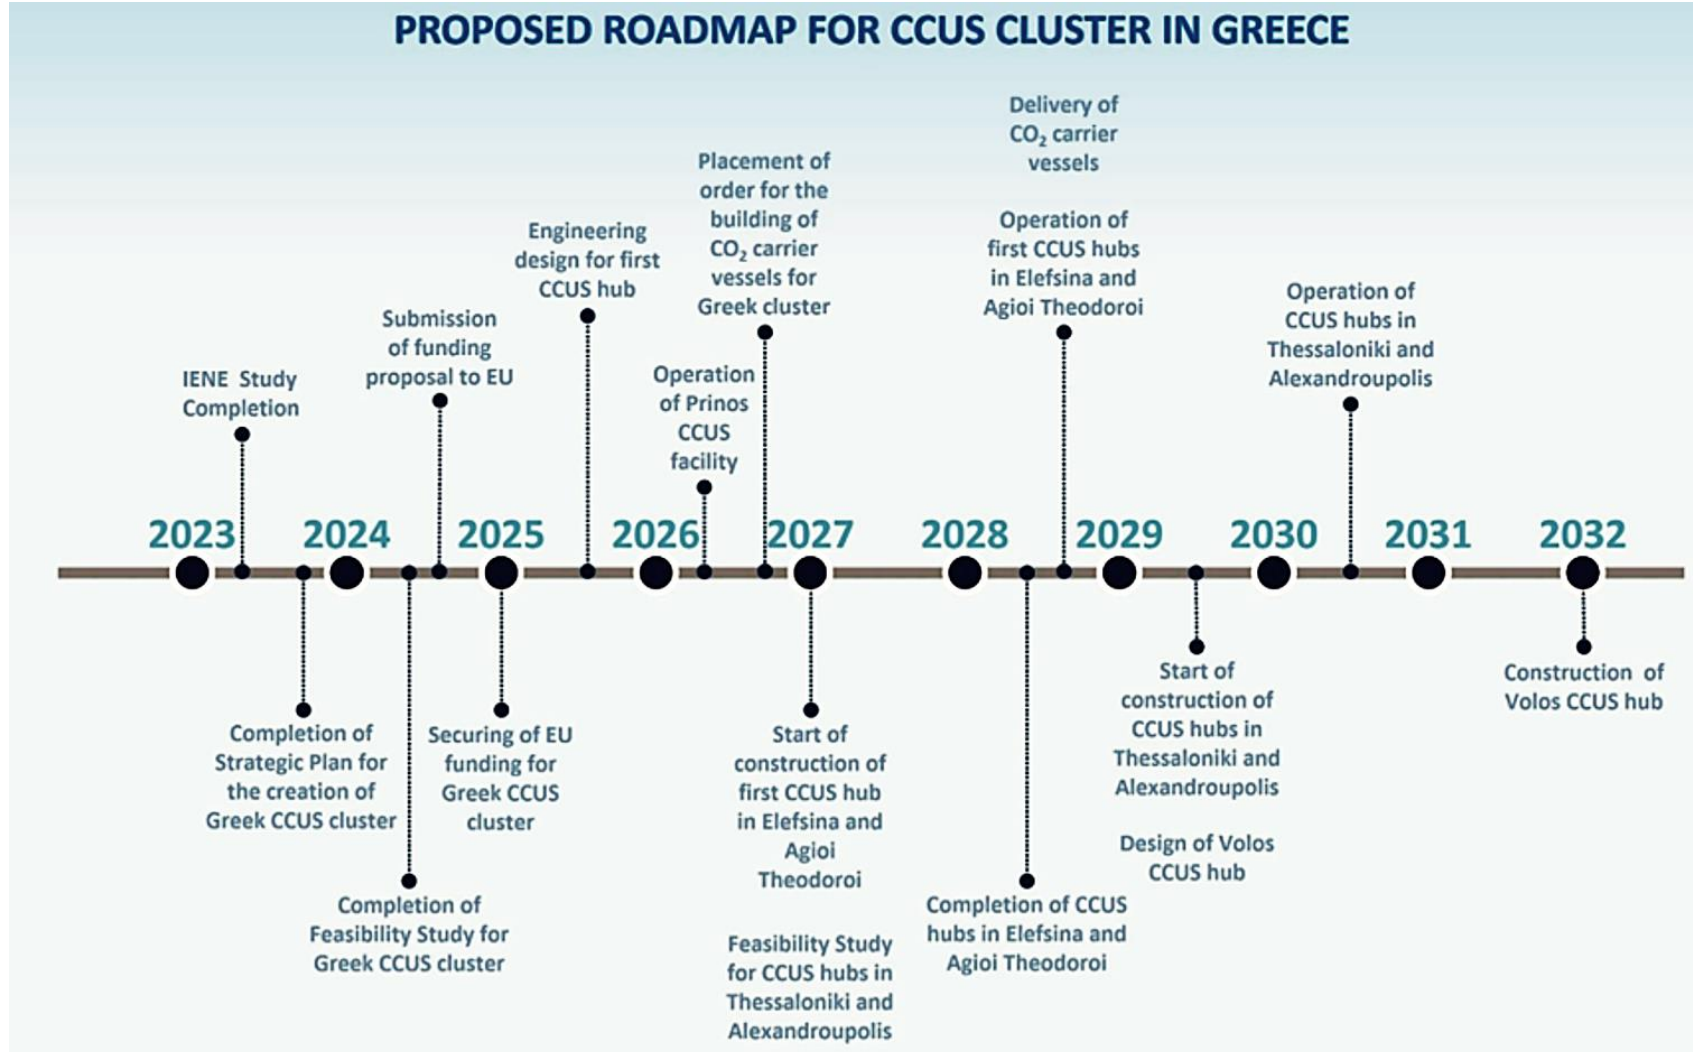 PROPOSED ROADMAP FOR CCUS CLUSTER IN GREECE
IENE Study
Completion
Submission
of funding
proposal to EU
Engineering
design for first
CCUS hub
Operation
of Prinos
CCUS
facility
Placement of
order for the
building of
CO₂ carrier
vessels for
Greek cluster
Delivery of
CO₂ carrier
vessels
Operation of
first CCUS hubs
in Elefsina and
Agioi Theodoroi
Operation of
CCUS hubs in
Thessaloniki and
Alexandroupolis
2023 2024 2025 2026 2027 2028 2029 2030 2031 2032
Completion of
Strategic Plan for
the creation of
Greek CCUS cluster
Completion of
Feasibility Study for
Greek CCUS cluster
Securing of EU
funding for
Greek CCUS
cluster
Start of
construction of
first CCUS hub
in Elefsina and
Agioi
Theodoroi
Feasibility Study
for CCUS hubs in
Thessaloniki and
Alexandroupolis
Completion of CCUS
hubs in Elefsina and
Agioi Theodoroi
Start of
construction of
CCUS hubs in
Thessaloniki and
Alexandroupolis
Design of Volos
CCUS hub
Construction of
Volos CCUS hub